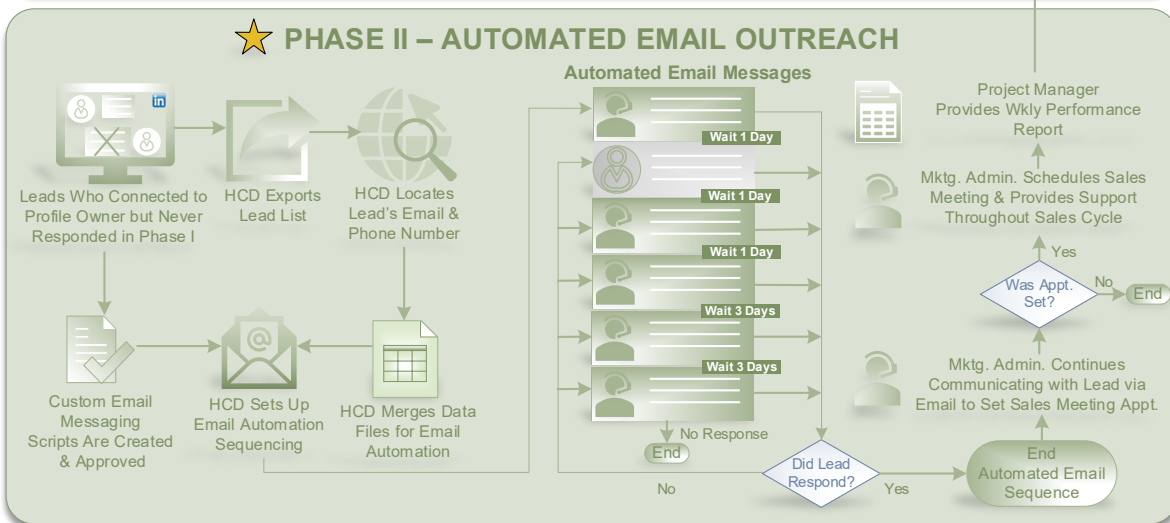 PHASE II – AUTOMATED EMAIL OUTREACH
Automated Email Messages
in
Leads Who Connected to
Profile Owner but Never
Responded in Phase I
HCD Exports
Lead List
HCD Locates
Lead's Email &
Phone Number
Custom Email
Messaging
Scripts Are Created
& Approved
@
HCD Sets Up
Email Automation
Sequencing
HCD Merges Data
Files for Email
Automation
Wait 1 Day
Wait 1 Day
Wait 1 Day
Wait 3 Days
Wait 3 Days
No Response
End
No
Did Lead
Respond?
Yes
End
Automated Email
Sequence
Mktg. Admin. Continues
Communicating with Lead via
Email to Set Sales Meeting Appt.
Was Appt.
Set?
No
End
Yes
Mktg. Admin. Schedules Sales
Meeting & Provides Support
Throughout Sales Cycle
Project Manager
Provides Wkly Performance
Report